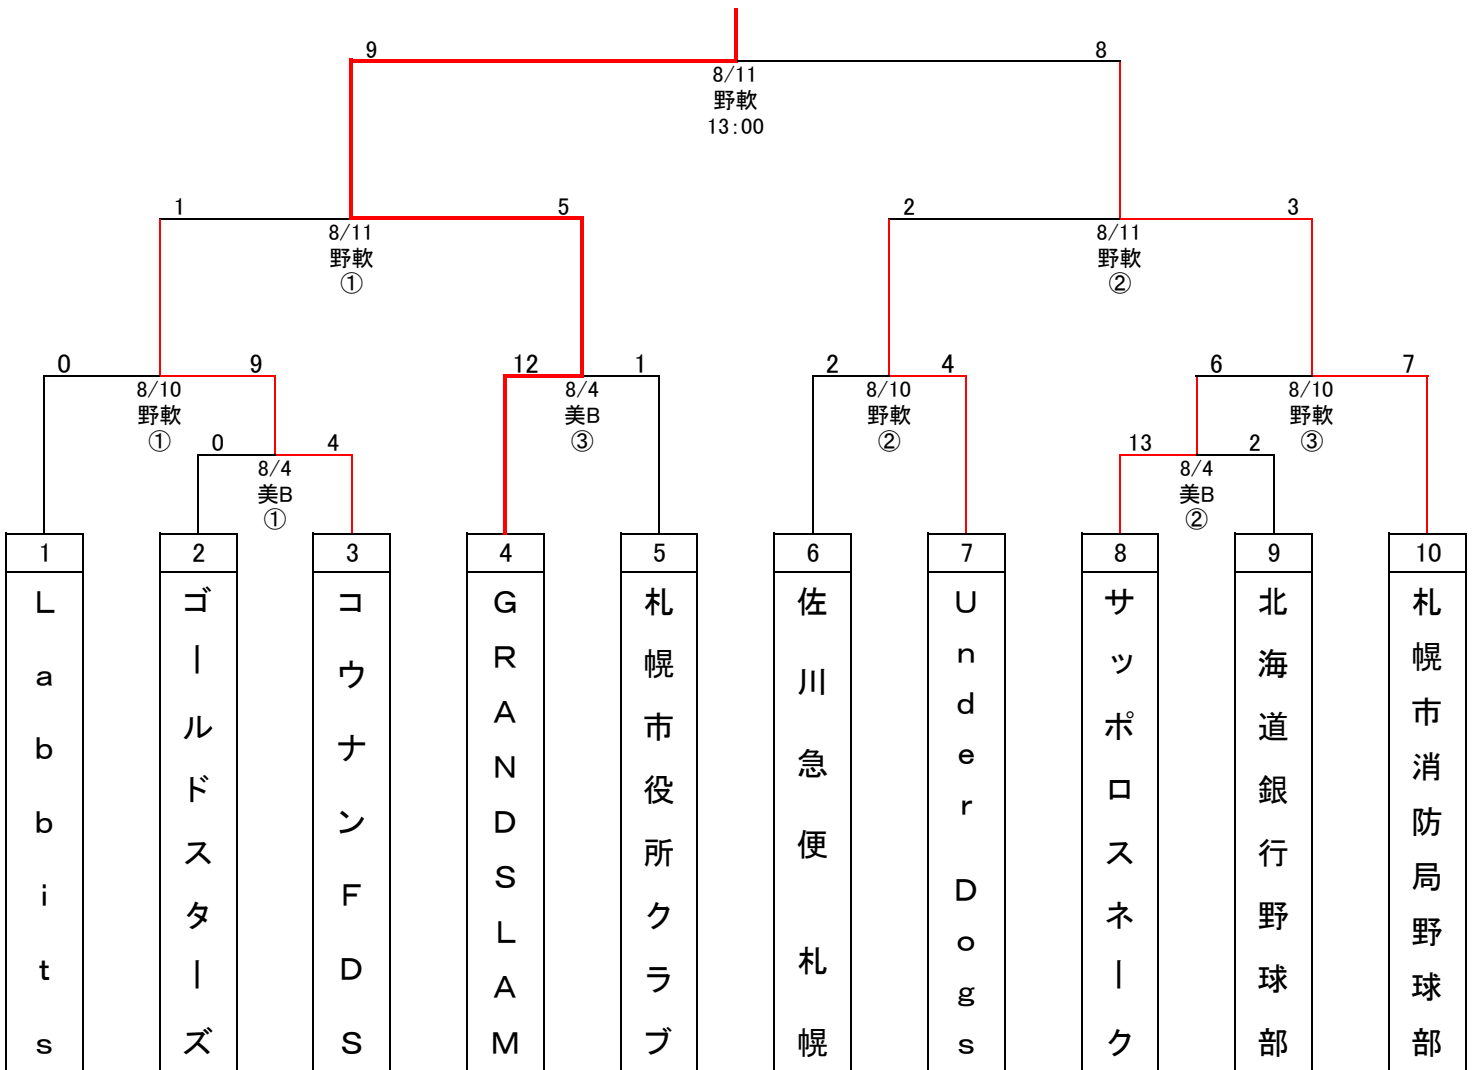 9 8
8/11
野軟
13:00
1 5 2 3
8/11 8/11
野軟 野軟
① ②
0 9 12 1 2 4 6 7
8/10 8/4 8/10 8/10
野軟 美B 野軟 野軟
① ③ ② ③
0 4 13 2
8/4 8/4
美B 美B
① ②
1 2 3 4 5 6 7 8 9 10
Labbits
ゴールドスターズ
コウナンFDS
GRANDSLAM
札幌市役所クラブ
佐川急便 札幌
Under Dogs
サッポロスネーク
北海道銀行野球部
札幌市消防局野球部